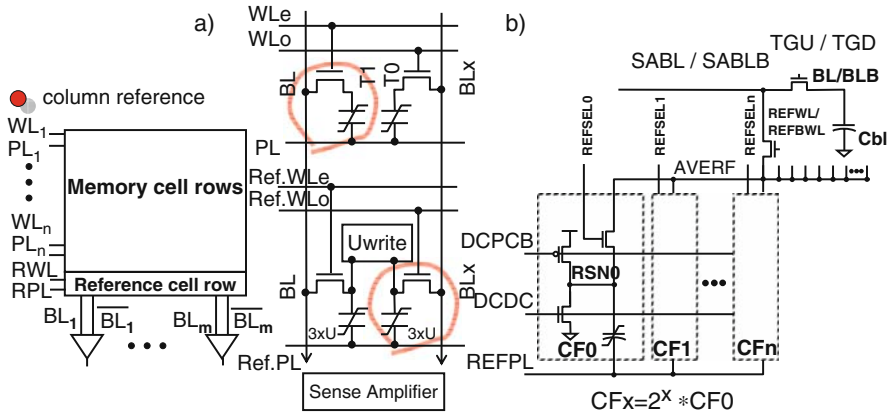 a)
column reference
WL1
PL1
WLn
PLn
RWL
RPL
Memory cell rows
Reference cell row
BL1 BL1 BLm BLm
WLe
WLo
BL
T1
T0
BLx
PL
Ref.WLe
Ref.WLo
Uwrite
BL
BLx
3xU
3xU
Ref.PL
Sense Amplifier
b)
TGU / TGD
SABL / SABLB
BL/BLB
REFSEL0
REFSEL1
REFSELn
REFWL/
REFBWL
Cbl
AVERF
DCPCB
RSN0
DCDC
CF0
CF1
CFn
REFPL
CFx=2^x *CF0